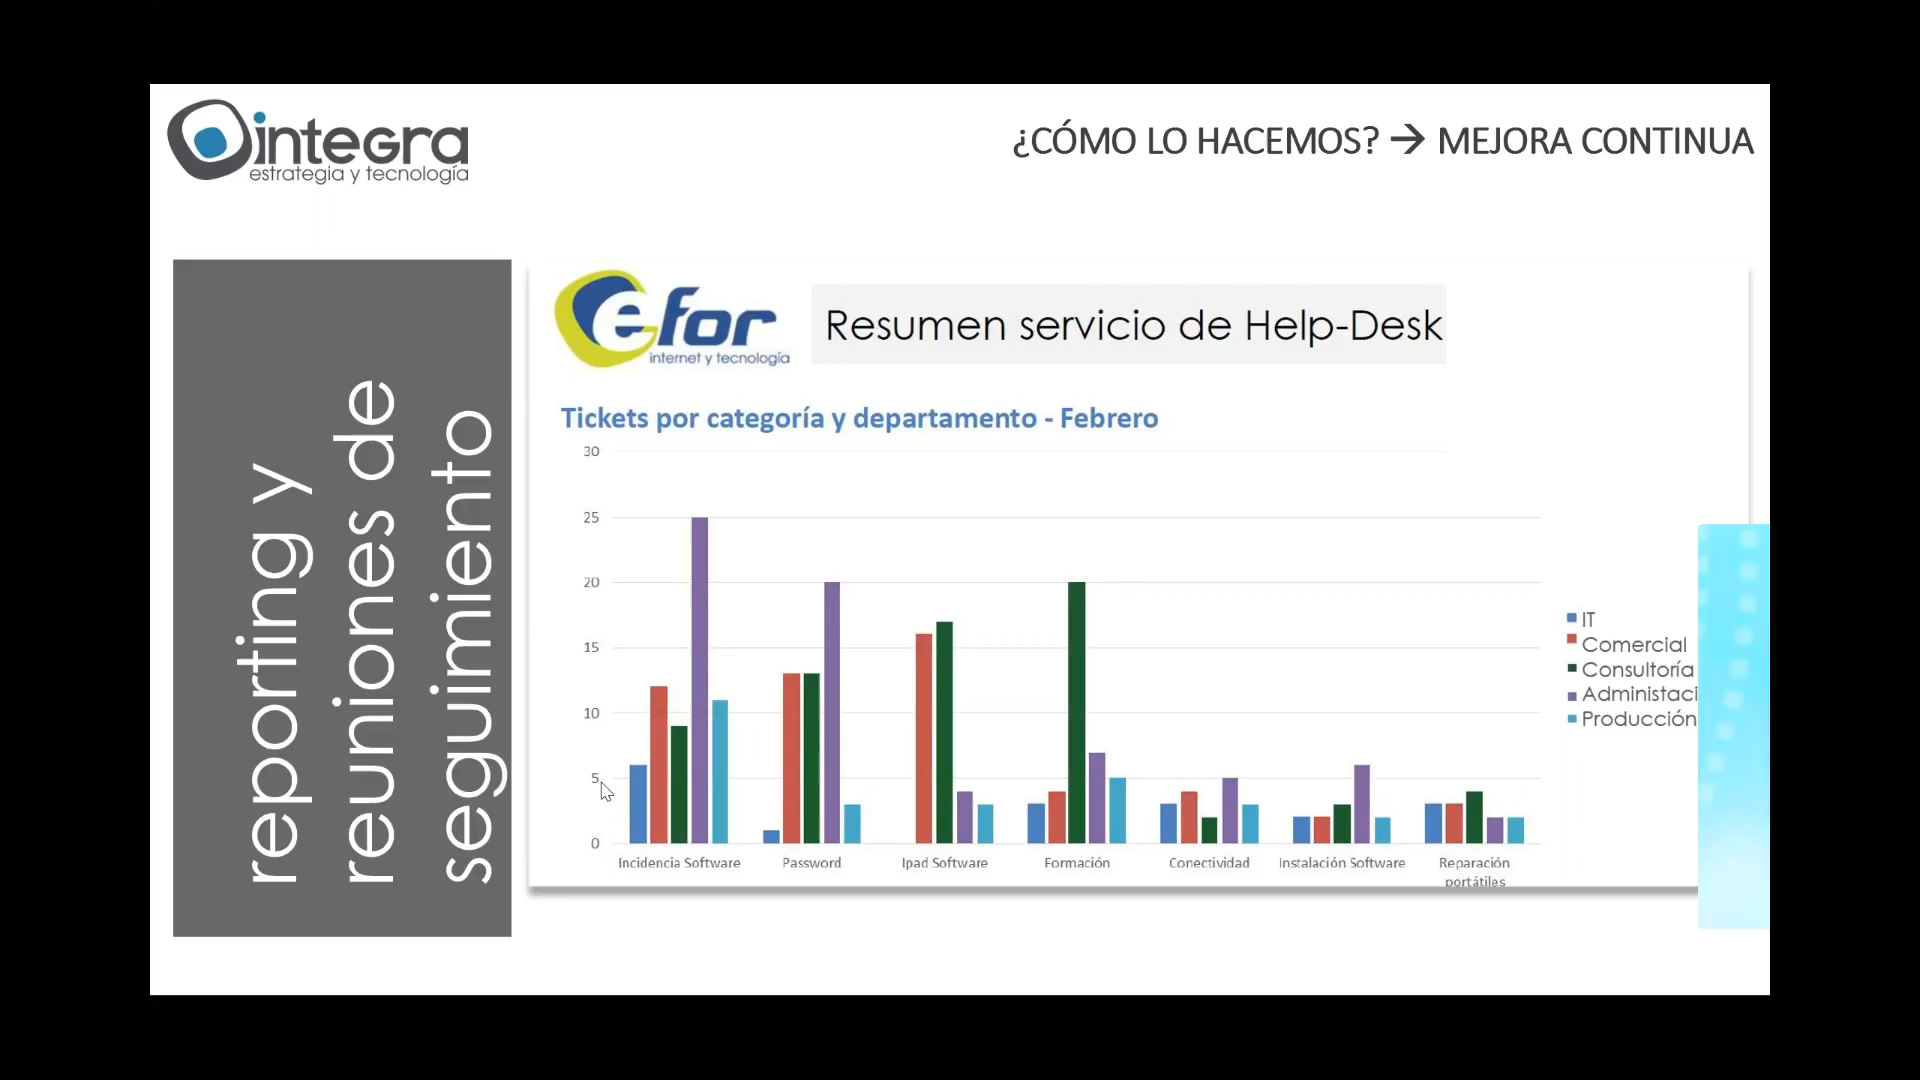 integra
estrategia y tecnología
¿CÓMO LO HACEMOS? → MEJORA CONTINUA
reporting y
reuniones de
seguimiento
efor
internet y tecnología
Resumen servicio de Help-Desk
Tickets por categoría y departamento - Febrero
30
25
20
15
10
5
0
Incidencia Software
Password
Ipad Software
Formación
Conectividad
Instalación Software
Reparación
portátiles
IT
Comercial
Consultoría
Administaci
Producción